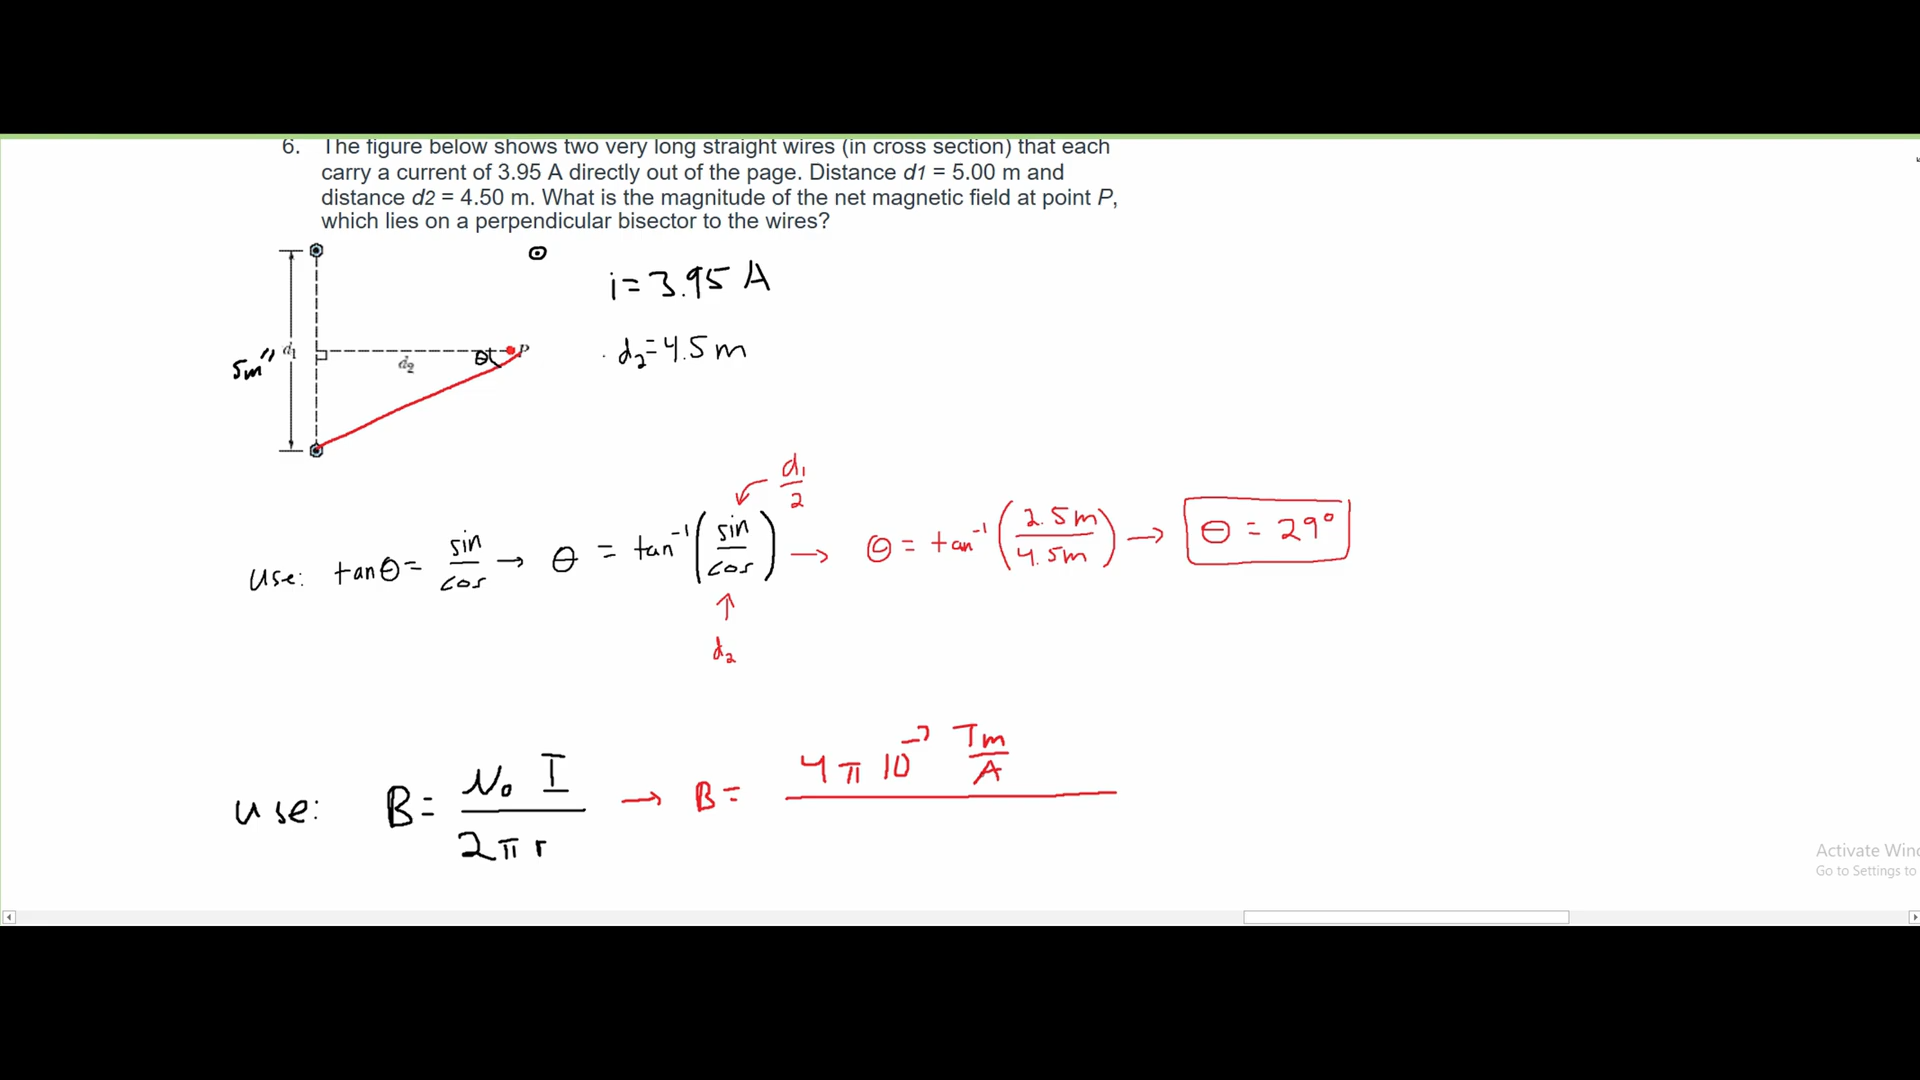 6. The figure below shows two very long straight wires (in cross section) that each
carry a current of 3.95 A directly out of the page. Distance d1 = 5.00 m and
distance d2 = 4.50 m. What is the magnitude of the net magnetic field at point P,
which lies on a perpendicular bisector to the wires?
i = 3.95 A
5m" d1
d2
θ
P
d2 = 4.5 m
d1/2
use: tanθ = sin/cos → θ = tan⁻¹(sin/cos) → θ = tan⁻¹(2.5m/4.5m) → θ = 29°
d2
use: B = N₀ I / 2πr → B = 4π 10⁻⁷ Tm/A
Activate Wind
Go to Settings to